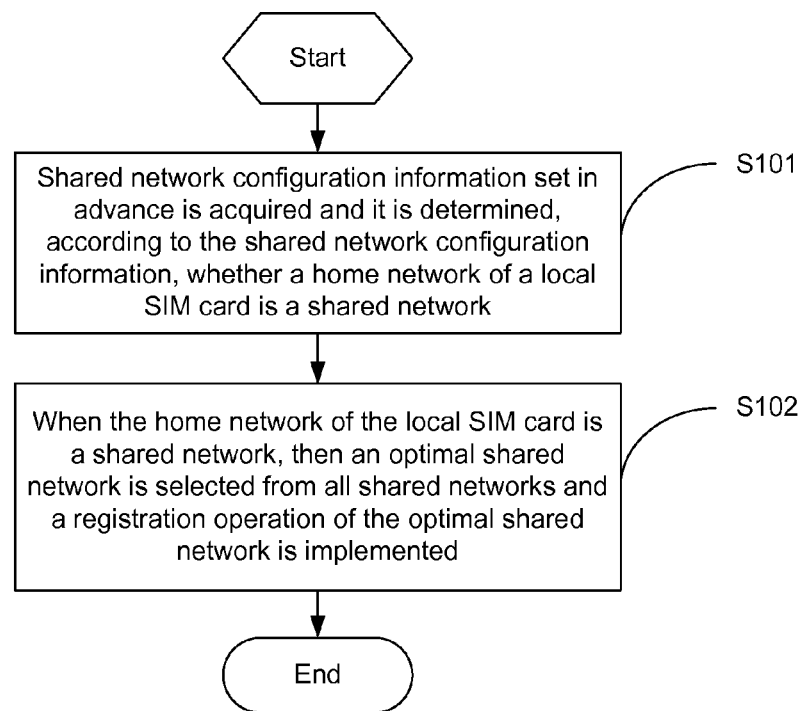 Start
Shared network configuration information set in
advance is acquired and it is determined,
according to the shared network configuration
information, whether a home network of a local
SIM card is a shared network
S101
When the home network of the local SIM card is
a shared network, then an optimal shared
network is selected from all shared networks and
a registration operation of the optimal shared
network is implemented
S102
End